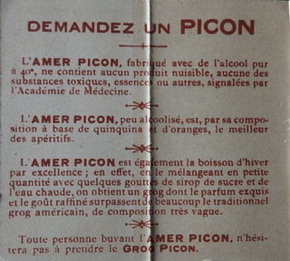 DEMANDEZ UN PICON
L'AMER PICON, fabriqué avec de l'alcool pur
à 40°, ne contient aucun produit nuisible, aucune des
substances toxiques, essences ou autres, signalées par
l'Académie de Médecine.
L'AMER PICON, peu alcoolisé, est, par sa compo-
sition à base de quinquina et d'oranges, le meilleur
des apéritifs.
L'AMER PICON est également la boisson d'hiver
par excellence ; en effet, en le mélangeant en petite
quantité avec quelques gouttes de sirop de sucre et de
l'eau chaude, on obtient un grog dont le parfum exquis
et le goût raffiné surpassent de beaucoup le traditionnel
grog américain, de composition très vague.
Toute personne buvant l'AMER PICON, n'hési-
tera pas à prendre le GROG PICON.